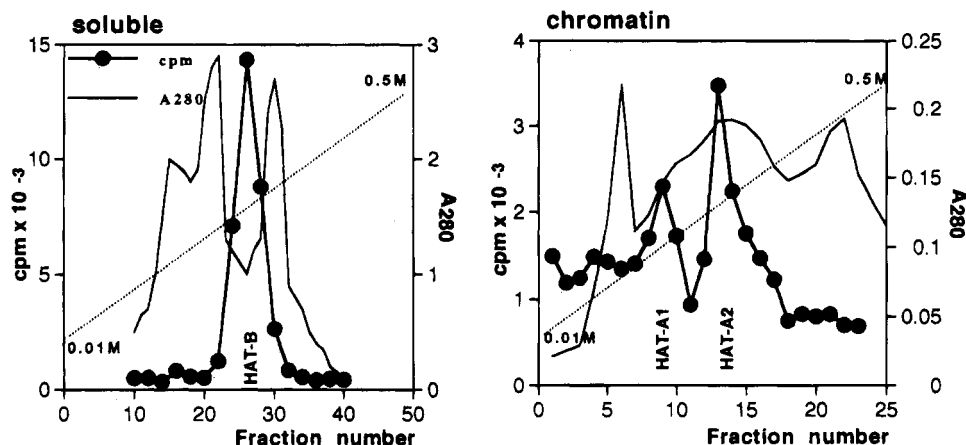 soluble
15
10
5
0
cpm x 10 -3
cpm
A280
0.5M
0.01M
HAT-B
3
2
1
0
A280
0 10 20 30 40 50
Fraction number
chromatin
4
3
2
1
0
cpm x 10 -3
0.5M
0.01M
HAT-A1
HAT-A2
0.25
0.2
0.15
0.1
0.05
0
A280
0 5 10 15 20 25
Fraction number